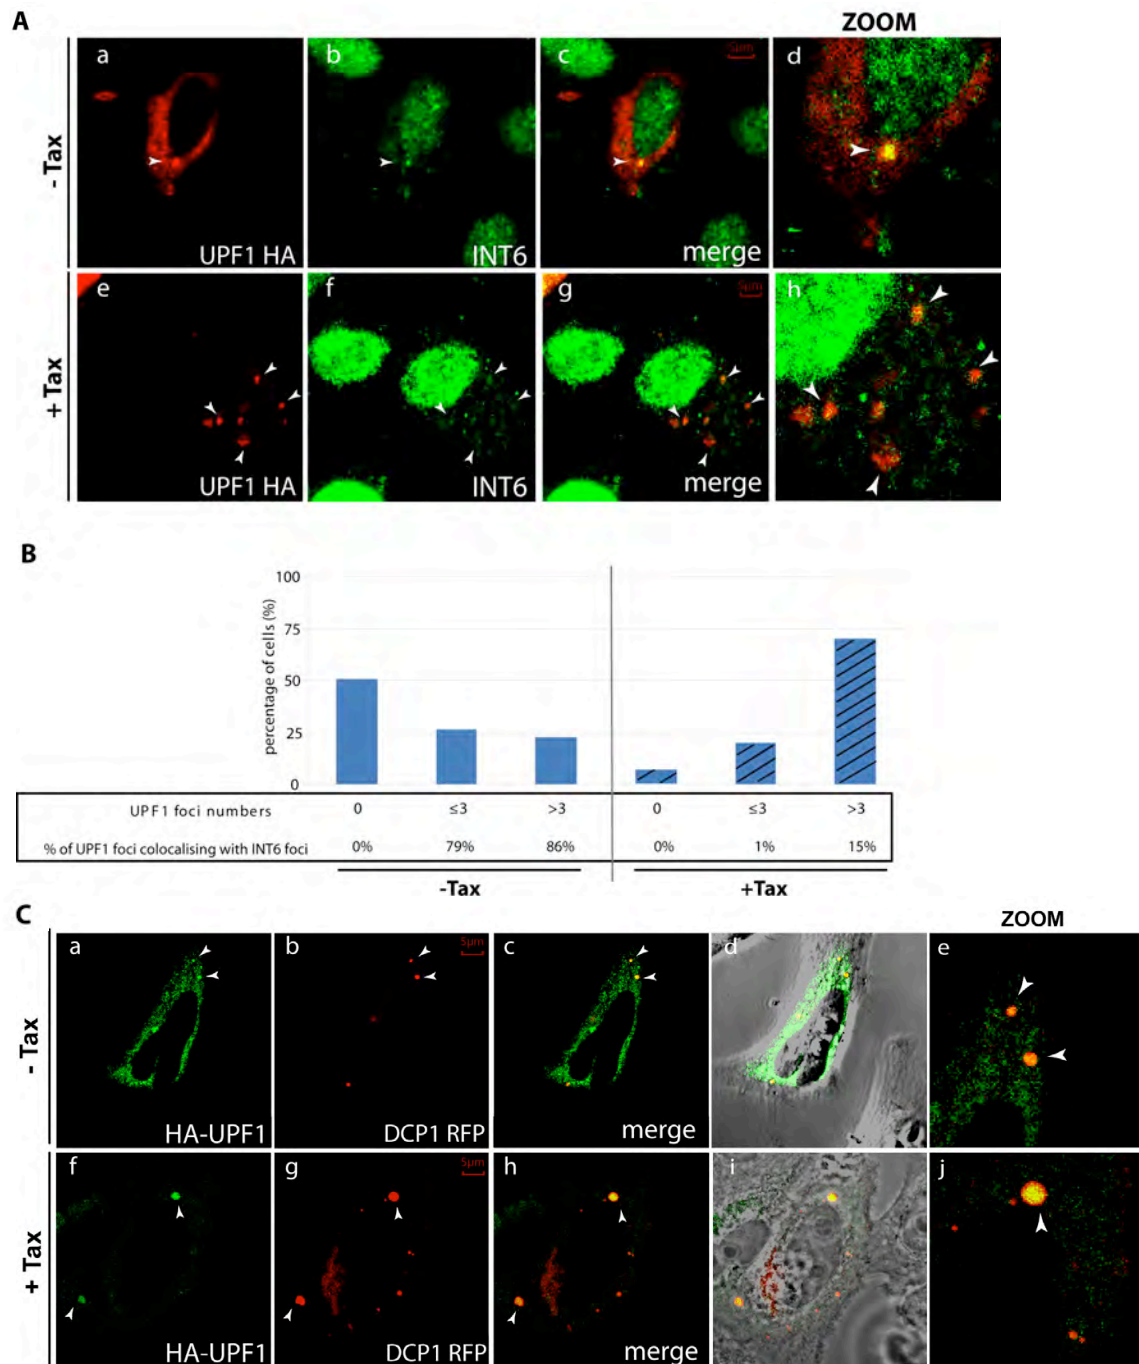 A
ZOOM
- Tax
a
b
c
5µm
d
UPF1 HA
INT6
merge
+ Tax
e
f
g
5µm
h
UPF1 HA
INT6
merge
B
percentage of cells (%)
100
75
50
25
0
UPF1 foci numbers 0 ≤3 >3 0 ≤3 >3
% of UPF1 foci colocalising with INT6 foci 0% 79% 86% 0% 1% 15%
-Tax +Tax
C
ZOOM
- Tax
a
b
5µm
c
d
e
HA-UPF1
DCP1 RFP
merge
+ Tax
f
g
5µm
h
i
j
HA-UPF1
DCP1 RFP
merge